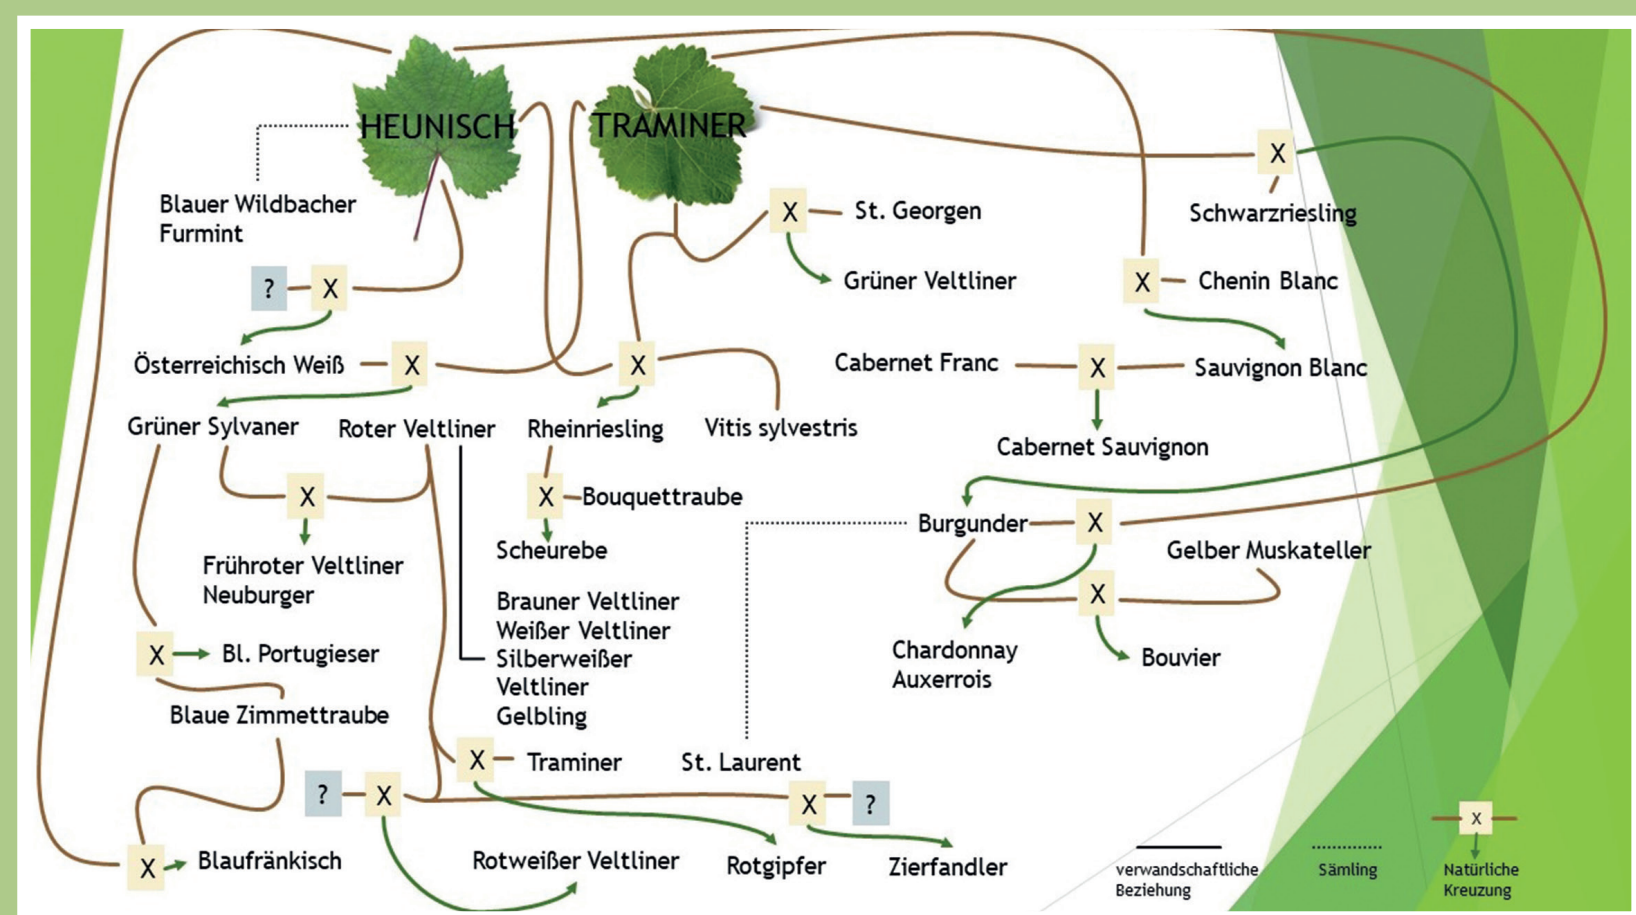 HEUNISCH
TRAMINER
X
Blauer Wildbacher
Furmint
Schwarzriesling
X
St. Georgen
?
X
Grüner Veltliner
X
Chenin Blanc
Österreichisch Weiß
X
X
Cabernet Franc
X
Sauvignon Blanc
Grüner Sylvaner
Roter Veltliner
Rheinriesling
Vitis sylvestris
Cabernet Sauvignon
X
X
Bouquettraube
Burgunder
X
Scheurebe
Gelber Muskateller
Frühroter Veltliner
Neuburger
Brauner Veltliner
Weißer Veltliner
Silberweißer
Veltliner
Gelbling
X
Chardonnay
Auxerrois
Bouvier
X
Bl. Portugieser
Blaue Zimmettraube
X
Traminer
St. Laurent
?
X
X
?
X
Blaufränkisch
Rotweißer Veltliner
Rotgipfer
Zierfandler
verwandschaftliche
Beziehung
Sämling
X
Natürliche
Kreuzung